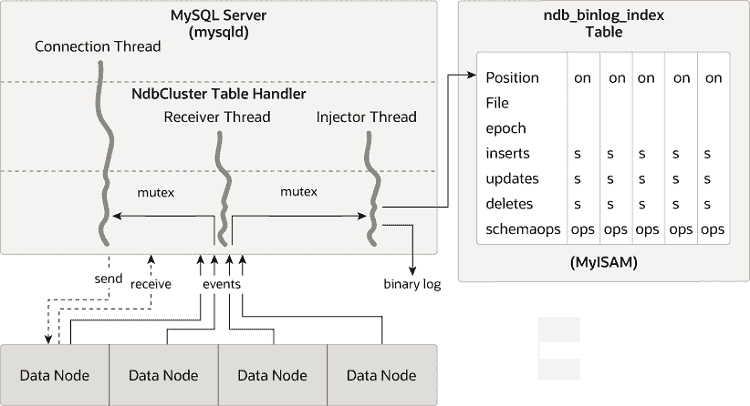 MySQL Server
(mysqld)
Connection Thread
NdbCluster Table Handler
Receiver Thread
Injector Thread
mutex
mutex
send
receive
events
binary log
Data Node
Data Node
Data Node
Data Node
ndb_binlog_index
Table
Position on on on on on
File
epoch
inserts s s s s s
updates s s s s s
deletes s s s s s
schemaops ops ops ops ops ops
(MyISAM)